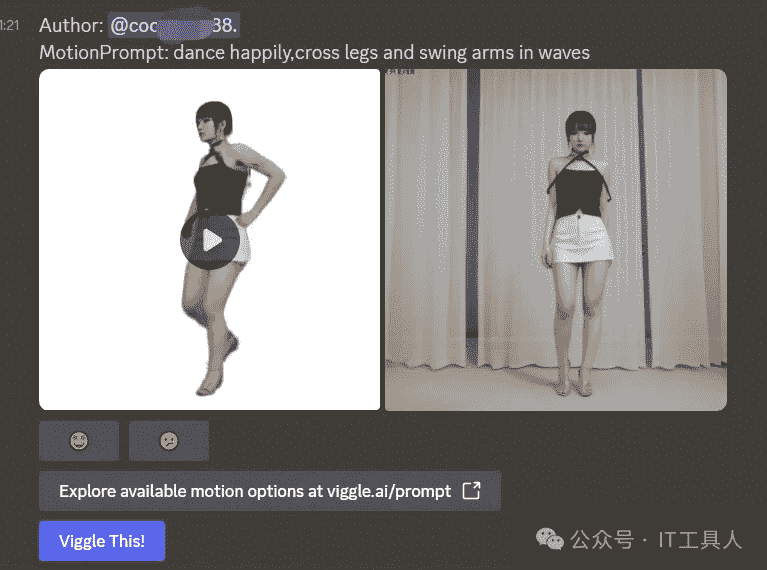 1:21
Author: @coc 38.
MotionPrompt: dance happily,cross legs and swing arms in waves
Explore available motion options at viggle.ai/prompt
Viggle This!
公众号 · IT工具人